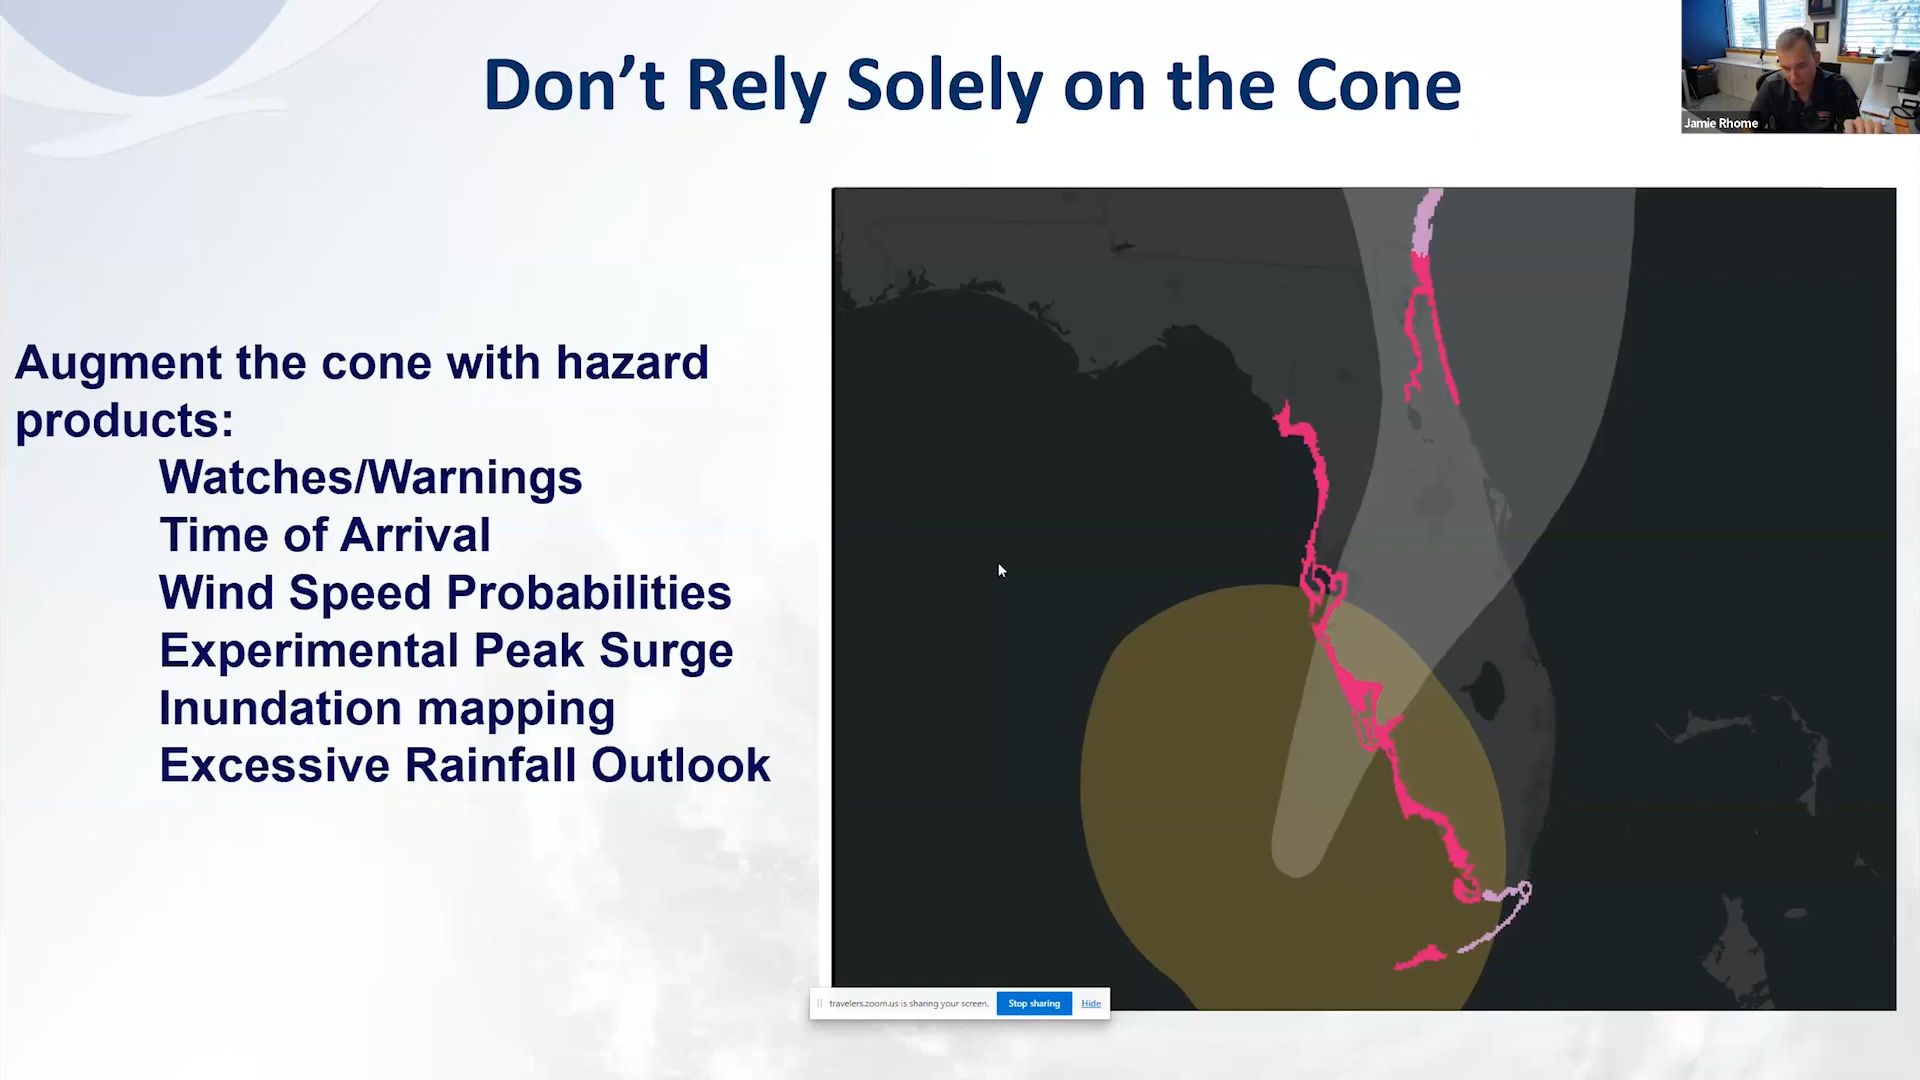 Don’t Rely Solely on the Cone
Jamie Rhome
Augment the cone with hazard
products:
Watches/Warnings
Time of Arrival
Wind Speed Probabilities
Experimental Peak Surge
Inundation mapping
Excessive Rainfall Outlook
travelers.zoom.us is sharing your screen.
Stop sharing
Hide